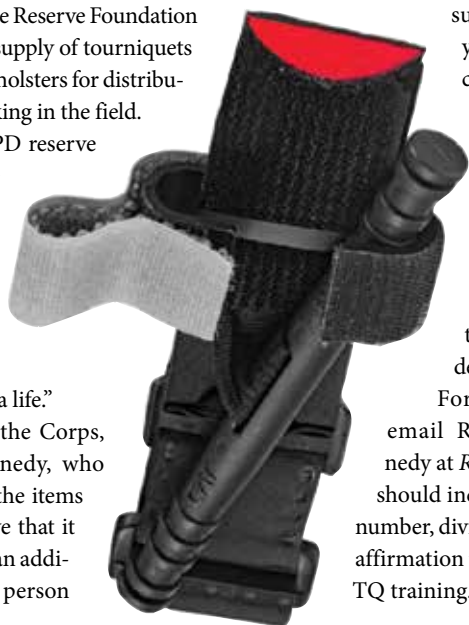 e Reserve Foundation
supply of tourniquets
holsters for distribu-
king in the field.
PD reserve
a life.”
the Corps,
nedy, who
the items
ve that it
an addi-
person
su
y
c
t
de
For
email R
nedy at R
should inc
number, div
affirmation
TQ training.